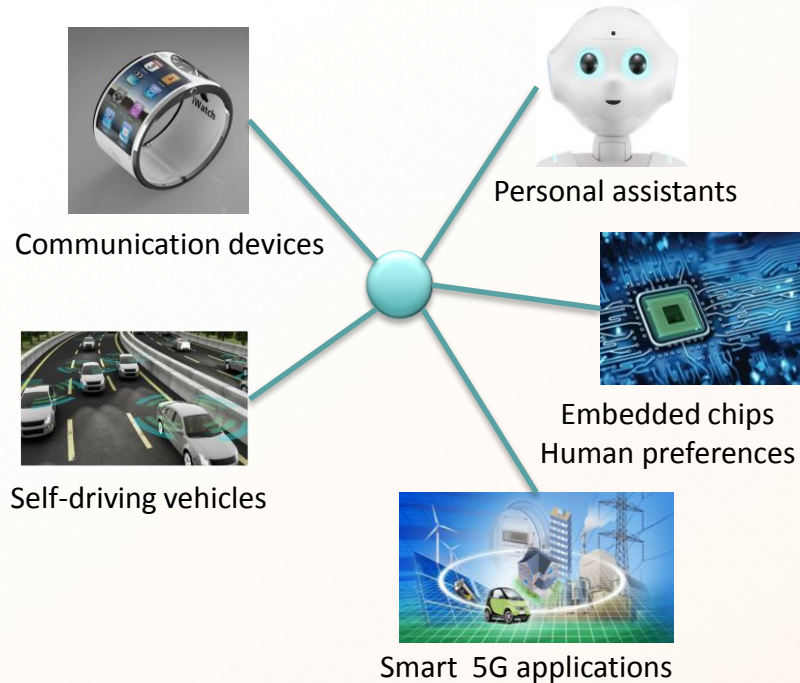 iWatch
Personal assistants
Communication devices
Embedded chips
Human preferences
Self-driving vehicles
Smart 5G applications